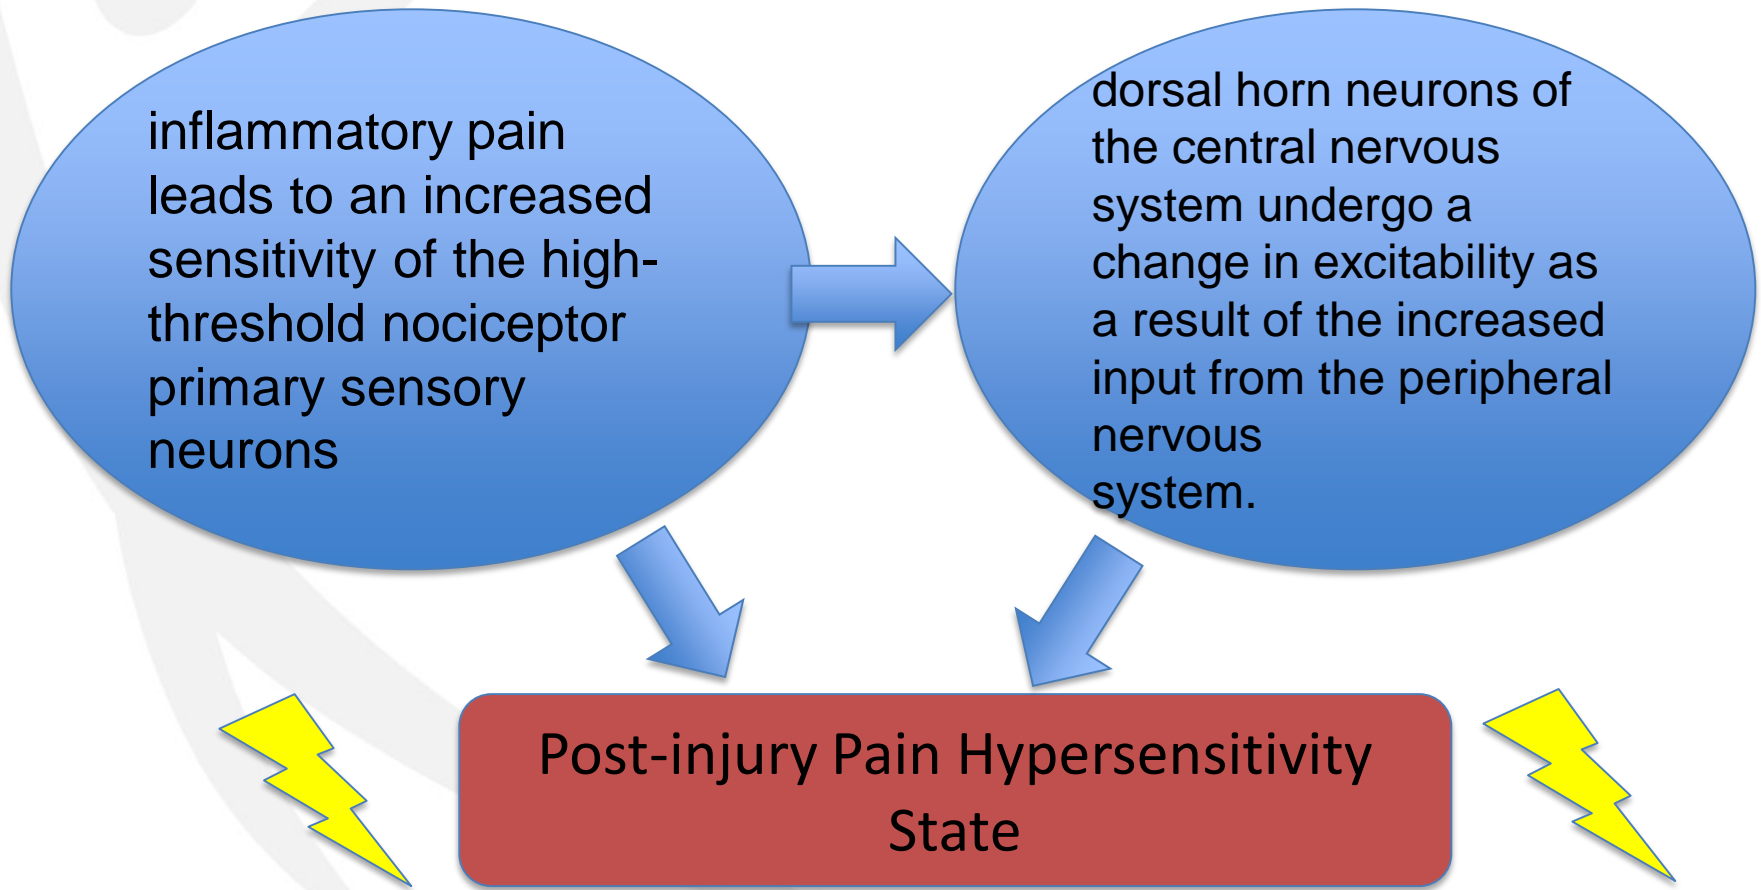 inflammatory pain
leads to an increased
sensitivity of the high-
threshold nociceptor
primary sensory
neurons
dorsal horn neurons of
the central nervous
system undergo a
change in excitability as
a result of the increased
input from the peripheral
nervous
system.
Post-injury Pain Hypersensitivity
State